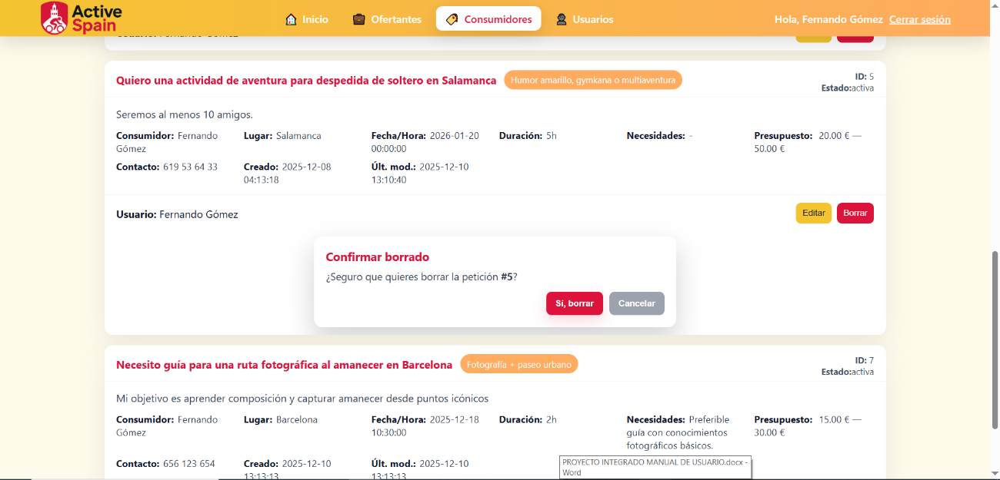 Active
Spain
Inicio
Ofertantes
Consumidores
Usuarios
Hola, Fernando Gómez Cerrar sesión
Quiero una actividad de aventura para despedida de soltero en Salamanca
Humor amarillo, gymkana o multiaventura
ID: 5
Estado:activa
Seremos al menos 10 amigos.
Consumidor: Fernando
Gómez
Lugar: Salamanca
Fecha/Hora: 2026-01-20
00:00:00
Duración: 5h
Necesidades: -
Presupuesto: 20.00 € —
50.00 €
Contacto: 619 53 64 33
Creado: 2025-12-08
04:13:18
Últ. mod.: 2025-12-10
13:10:40
Usuario: Fernando Gómez
Editar
Borrar
Confirmar borrado
¿Seguro que quieres borrar la petición #5?
Sí, borrar
Cancelar
Necesito guía para una ruta fotográfica al amanecer en Barcelona
Fotografía + paseo urbano
ID: 7
Estado:activa
Mi objetivo es aprender composición y capturar amanecer desde puntos icónicos
Consumidor: Fernando
Gómez
Lugar: Barcelona
Fecha/Hora: 2025-12-18
10:30:00
Duración: 2h
Necesidades: Preferible
guía con conocimientos
fotográficos básicos.
Presupuesto: 15.00 € —
30.00 €
Contacto: 656 123 654
Creado: 2025-12-10
13:13:13
Últ. mod.: 2025-12-10
13:13:13
PROYECTO INTEGRADO MANUAL DE USUARIO.docx -
Word